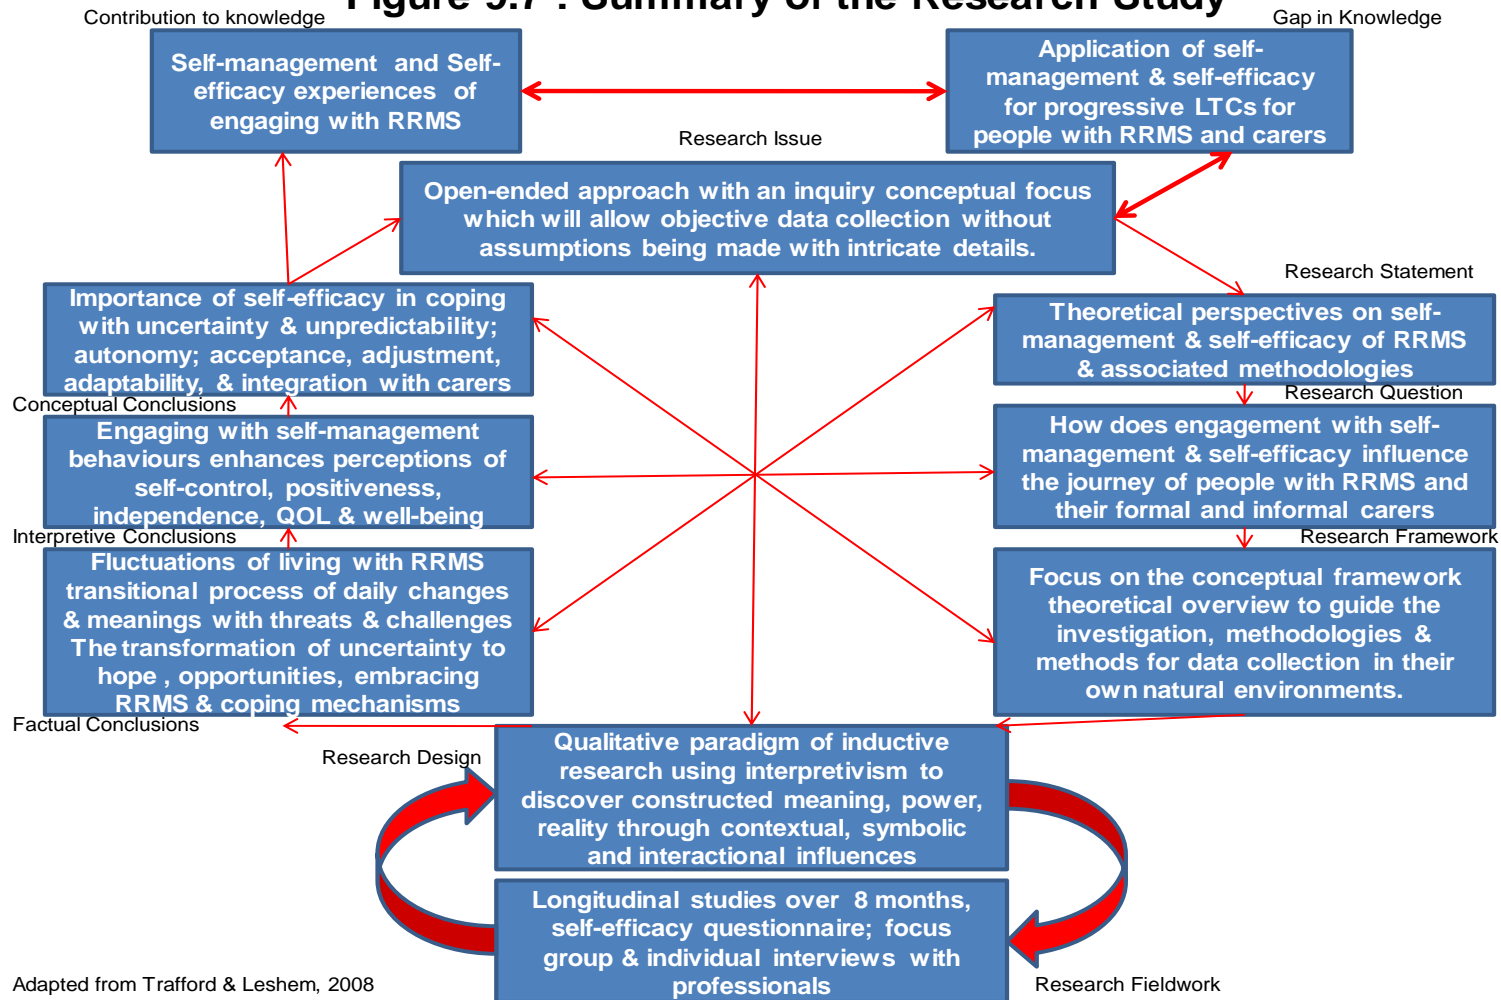 Figure 9.7 : Summary of the Research Study
Contribution to knowledge
Gap in Knowledge
Self-management and Self-
efficacy experiences of
engaging with RRMS
Application of self-
management & self-efficacy
for progressive LTCs for
people with RRMS and carers
Research Issue
Open-ended approach with an inquiry conceptual focus
which will allow objective data collection without
assumptions being made with intricate details.
Research Statement
Importance of self-efficacy in coping
with uncertainty & unpredictability;
autonomy; acceptance, adjustment,
adaptability, & integration with carers
Theoretical perspectives on self-
management & self-efficacy of RRMS
& associated methodologies
Conceptual Conclusions
Research Question
Engaging with self-management
behaviours enhances perceptions of
self-control, positiveness,
independence, QOL & well-being
How does engagement with self-
management & self-efficacy influence
the journey of people with RRMS and
their formal and informal carers
Interpretive Conclusions
Research Framework
Fluctuations of living with RRMS
transitional process of daily changes
& meanings with threats & challenges
The transformation of uncertainty to
hope , opportunities, embracing
RRMS & coping mechanisms
Focus on the conceptual framework
theoretical overview to guide the
investigation, methodologies &
methods for data collection in their
own natural environments.
Factual Conclusions
Research Design
Qualitative paradigm of inductive
research using interpretivism to
discover constructed meaning, power,
reality through contextual, symbolic
and interactional influences
Longitudinal studies over 8 months,
self-efficacy questionnaire; focus
group & individual interviews with
professionals
Adapted from Trafford & Leshem, 2008
Research Fieldwork